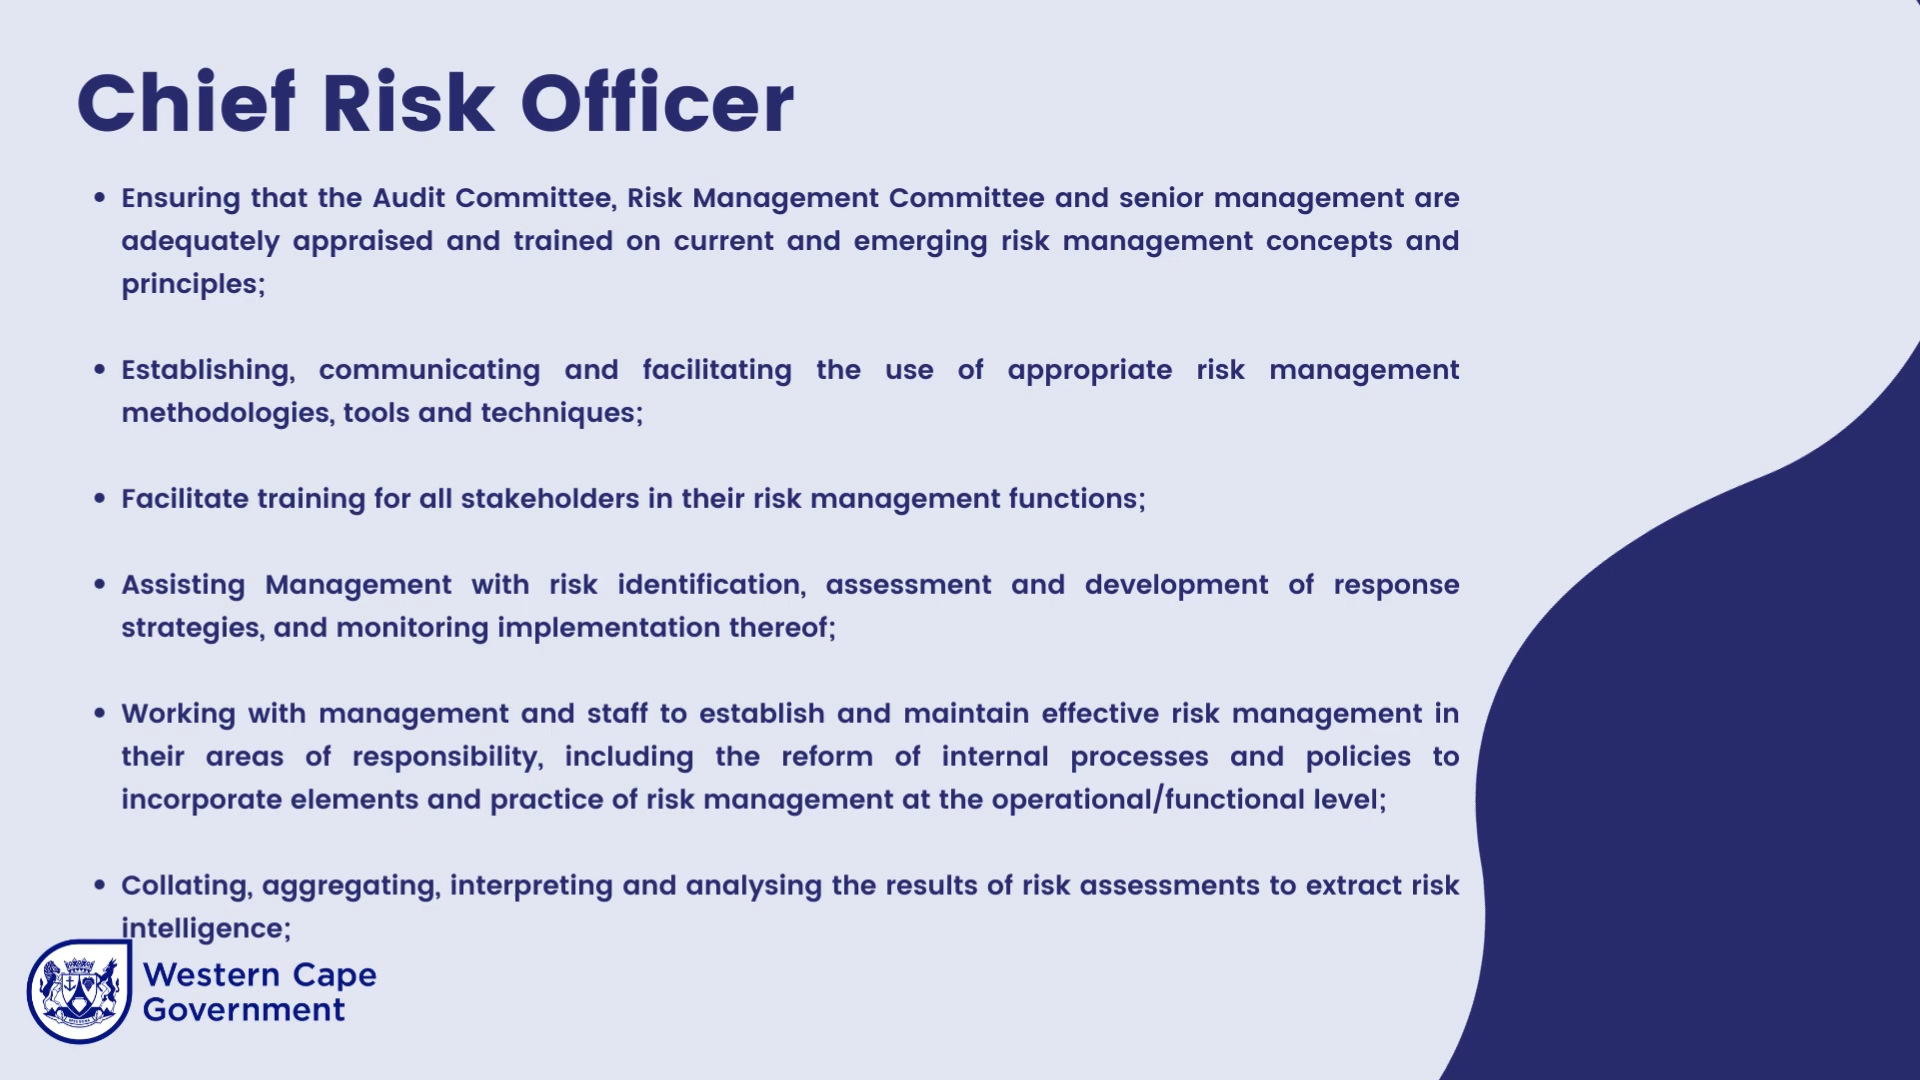 Chief Risk Officer
• Ensuring that the Audit Committee, Risk Management Committee and senior management are
adequately appraised and trained on current and emerging risk management concepts and
principles;
• Establishing, communicating and facilitating the use of appropriate risk management
methodologies, tools and techniques;
• Facilitate training for all stakeholders in their risk management functions;
• Assisting Management with risk identification, assessment and development of response
strategies, and monitoring implementation thereof;
• Working with management and staff to establish and maintain effective risk management in
their areas of responsibility, including the reform of internal processes and policies to
incorporate elements and practice of risk management at the operational/functional level;
• Collating, aggregating, interpreting and analysing the results of risk assessments to extract risk
intelligence;
Western Cape
Government